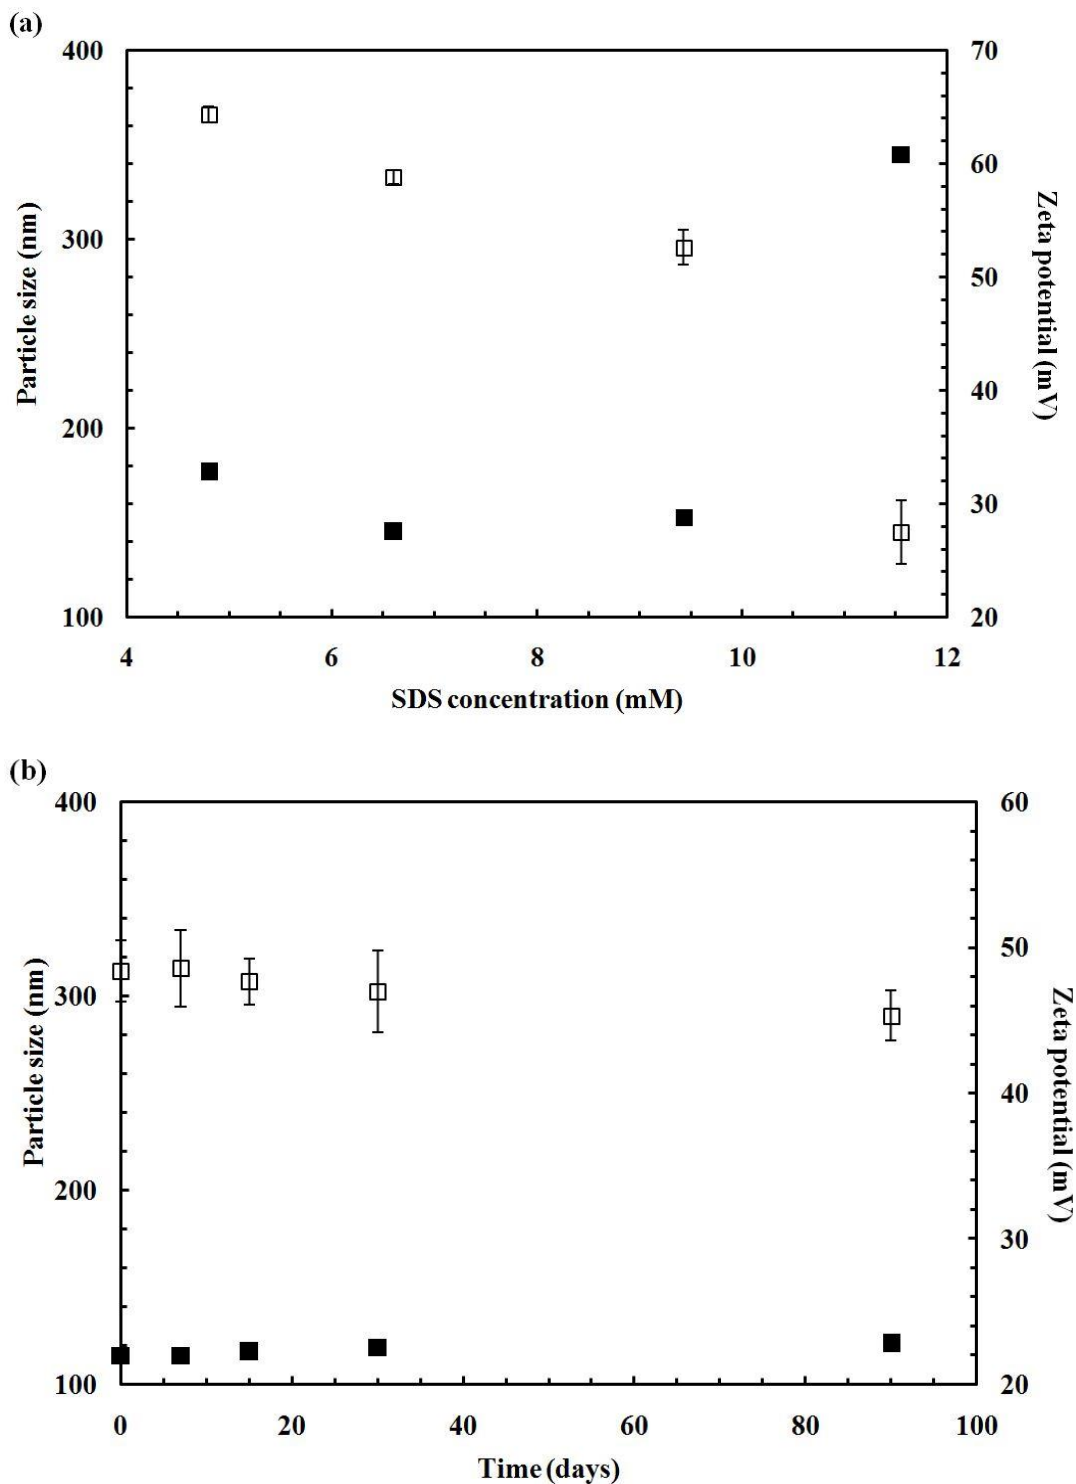 (a)
400
300
200
100
Particle size (nm)
70
60
50
40
30
20
Zeta potential (mV)
4 6 8 10 12
SDS concentration (mM)
(b)
400
300
200
100
Particle size (nm)
60
50
40
30
20
Zeta potential (mV)
0 20 40 60 80 100
Time (days)